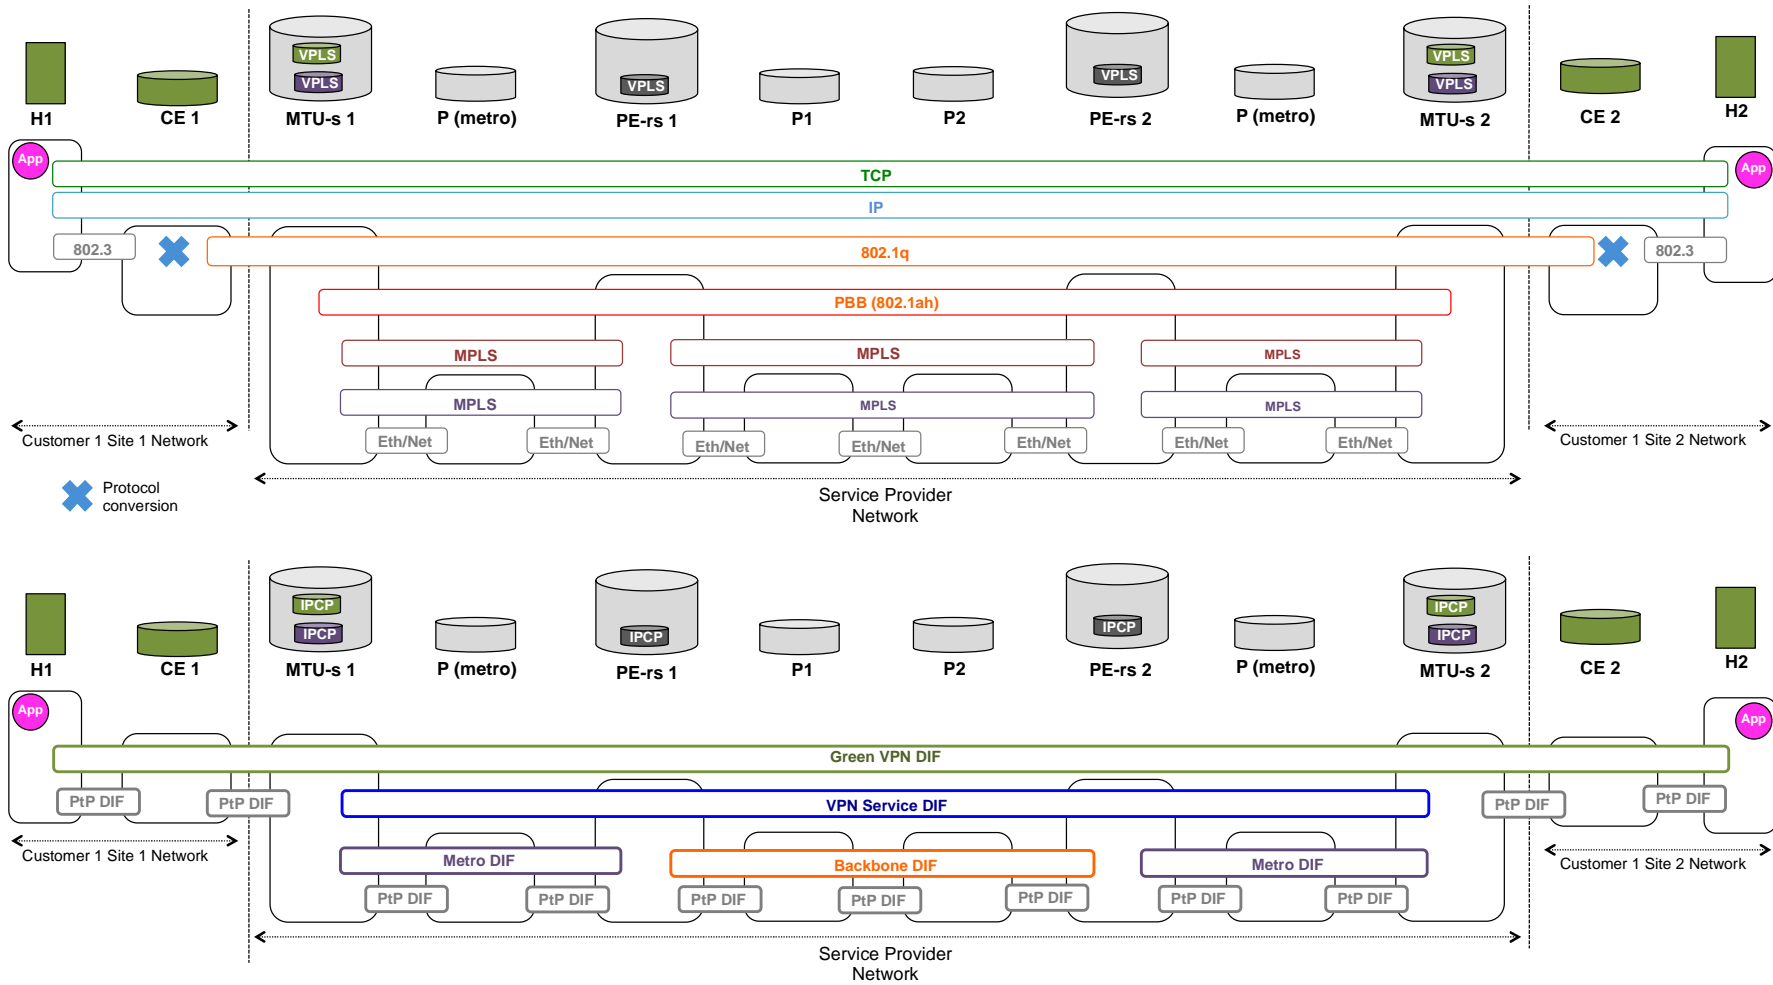 VPLS
VPLS
VPLS
VPLS
VPLS
VPLS
H1
CE 1
MTU-s 1
P (metro)
PE-rs 1
P1
P2
PE-rs 2
P (metro)
MTU-s 2
CE 2
H2
App
App
TCP
IP
802.3
802.1q
802.3
PBB (802.1ah)
MPLS
MPLS
MPLS
MPLS
MPLS
MPLS
Eth/Net
Eth/Net
Eth/Net
Eth/Net
Eth/Net
Eth/Net
Eth/Net
Customer 1 Site 1 Network
Customer 1 Site 2 Network
Protocol
conversion
Service Provider
Network
IPCP
IPCP
IPCP
IPCP
IPCP
IPCP
H1
CE 1
MTU-s 1
P (metro)
PE-rs 1
P1
P2
PE-rs 2
P (metro)
MTU-s 2
CE 2
H2
App
App
Green VPN DIF
PtP DIF
PtP DIF
VPN Service DIF
PtP DIF
PtP DIF
Customer 1 Site 1 Network
Customer 1 Site 2 Network
Metro DIF
Backbone DIF
Metro DIF
PtP DIF
PtP DIF
PtP DIF
PtP DIF
PtP DIF
PtP DIF
PtP DIF
Service Provider
Network